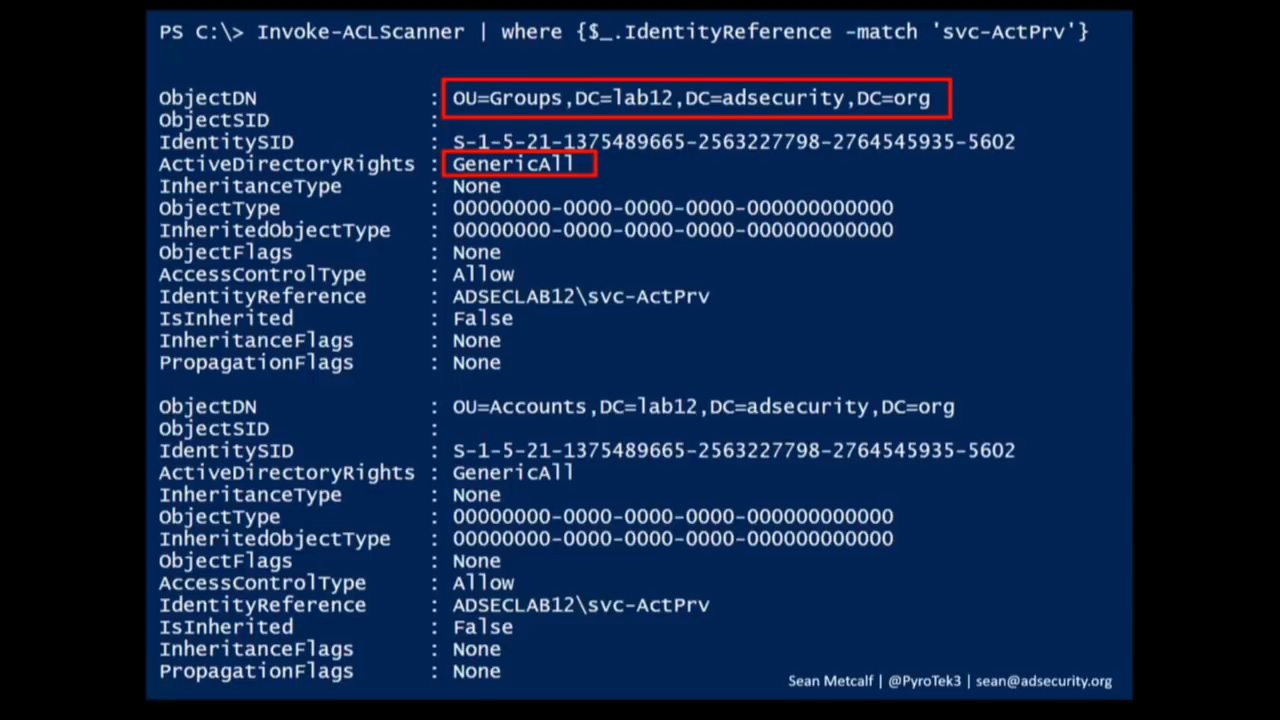 PS C:\> Invoke-ACLScanner | where {$_.IdentityReference -match 'svc-ActPrv'}
ObjectDN : OU=Groups,DC=lab12,DC=adsecurity,DC=org
ObjectSID :
IdentitySID : S-1-5-21-1375489665-2563227798-2764545935-5602
ActiveDirectoryRights : GenericAll
InheritanceType : None
ObjectType : 00000000-0000-0000-0000-000000000000
InheritedObjectType : 00000000-0000-0000-0000-000000000000
ObjectFlags : None
AccessControlType : Allow
IdentityReference : ADSECLAB12\svc-ActPrv
IsInherited : False
InheritanceFlags : None
PropagationFlags : None
ObjectDN : OU=Accounts,DC=lab12,DC=adsecurity,DC=org
ObjectSID :
IdentitySID : S-1-5-21-1375489665-2563227798-2764545935-5602
ActiveDirectoryRights : GenericAll
InheritanceType : None
ObjectType : 00000000-0000-0000-0000-000000000000
InheritedObjectType : 00000000-0000-0000-0000-000000000000
ObjectFlags : None
AccessControlType : Allow
IdentityReference : ADSECLAB12\svc-ActPrv
IsInherited : False
InheritanceFlags : None
PropagationFlags : None
Sean Metcalf | @PyroTek3 | sean@adsecurity.org